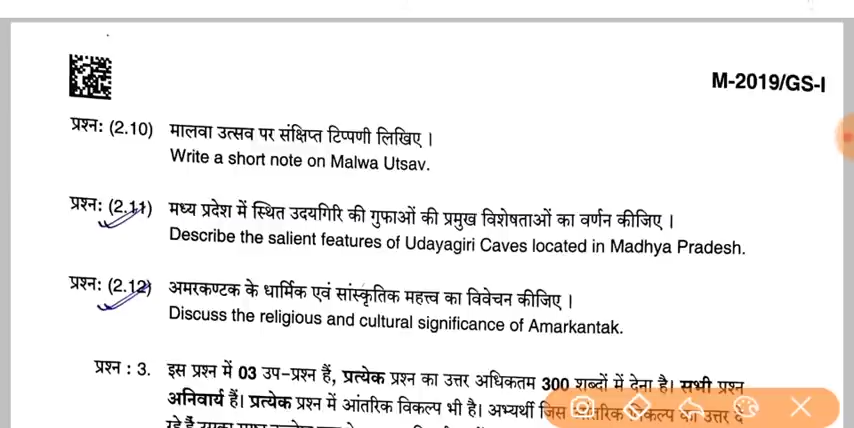 M-2019/GS-I
प्रश्न: (2.10) मालवा उत्सव पर संक्षिप्त टिप्पणी लिखिए ।
Write a short note on Malwa Utsav.
प्रश्न: (2.11) मध्य प्रदेश में स्थित उदयगिरि की गुफाओं की प्रमुख विशेषताओं का वर्णन कीजिए ।
Describe the salient features of Udayagiri Caves located in Madhya Pradesh.
प्रश्न: (2.12) अमरकण्टक के धार्मिक एवं सांस्कृतिक महत्त्व का विवेचन कीजिए ।
Discuss the religious and cultural significance of Amarkantak.
प्रश्न : 3. इस प्रश्न में 03 उप-प्रश्न हैं, प्रत्येक प्रश्न का उत्तर अधिकतम 300 शब्दों में देना है। सभी प्रश्न
अनिवार्य हैं। प्रत्येक प्रश्न में आंतरिक विकल्प भी है। अभ्यर्थी जिस विकल्प का उत्तर दे